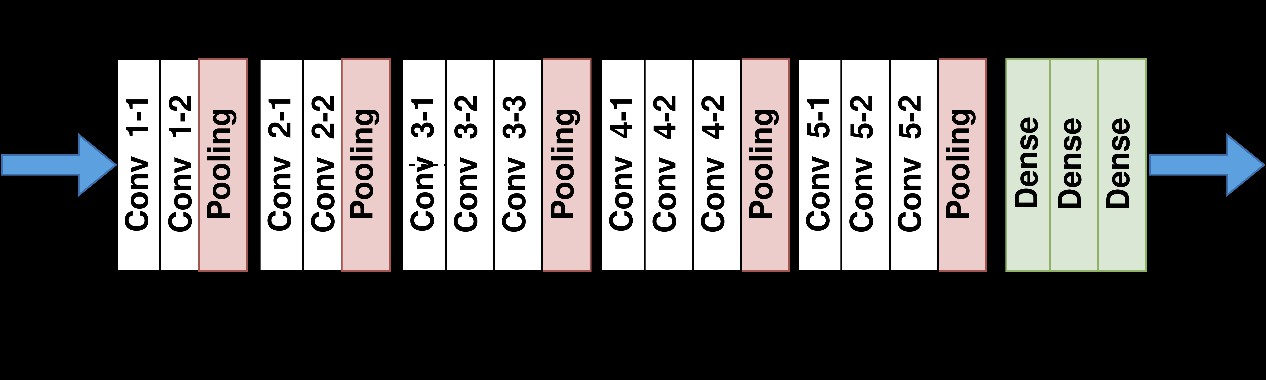 Conv 1-1
Conv 1-2
Pooling
Conv 2-1
Conv 2-2
Pooling
Conv 3-1
Conv 3-2
Conv 3-3
Pooling
Conv 4-1
Conv 4-2
Conv 4-2
Pooling
Conv 5-1
Conv 5-2
Conv 5-2
Pooling
Dense
Dense
Dense